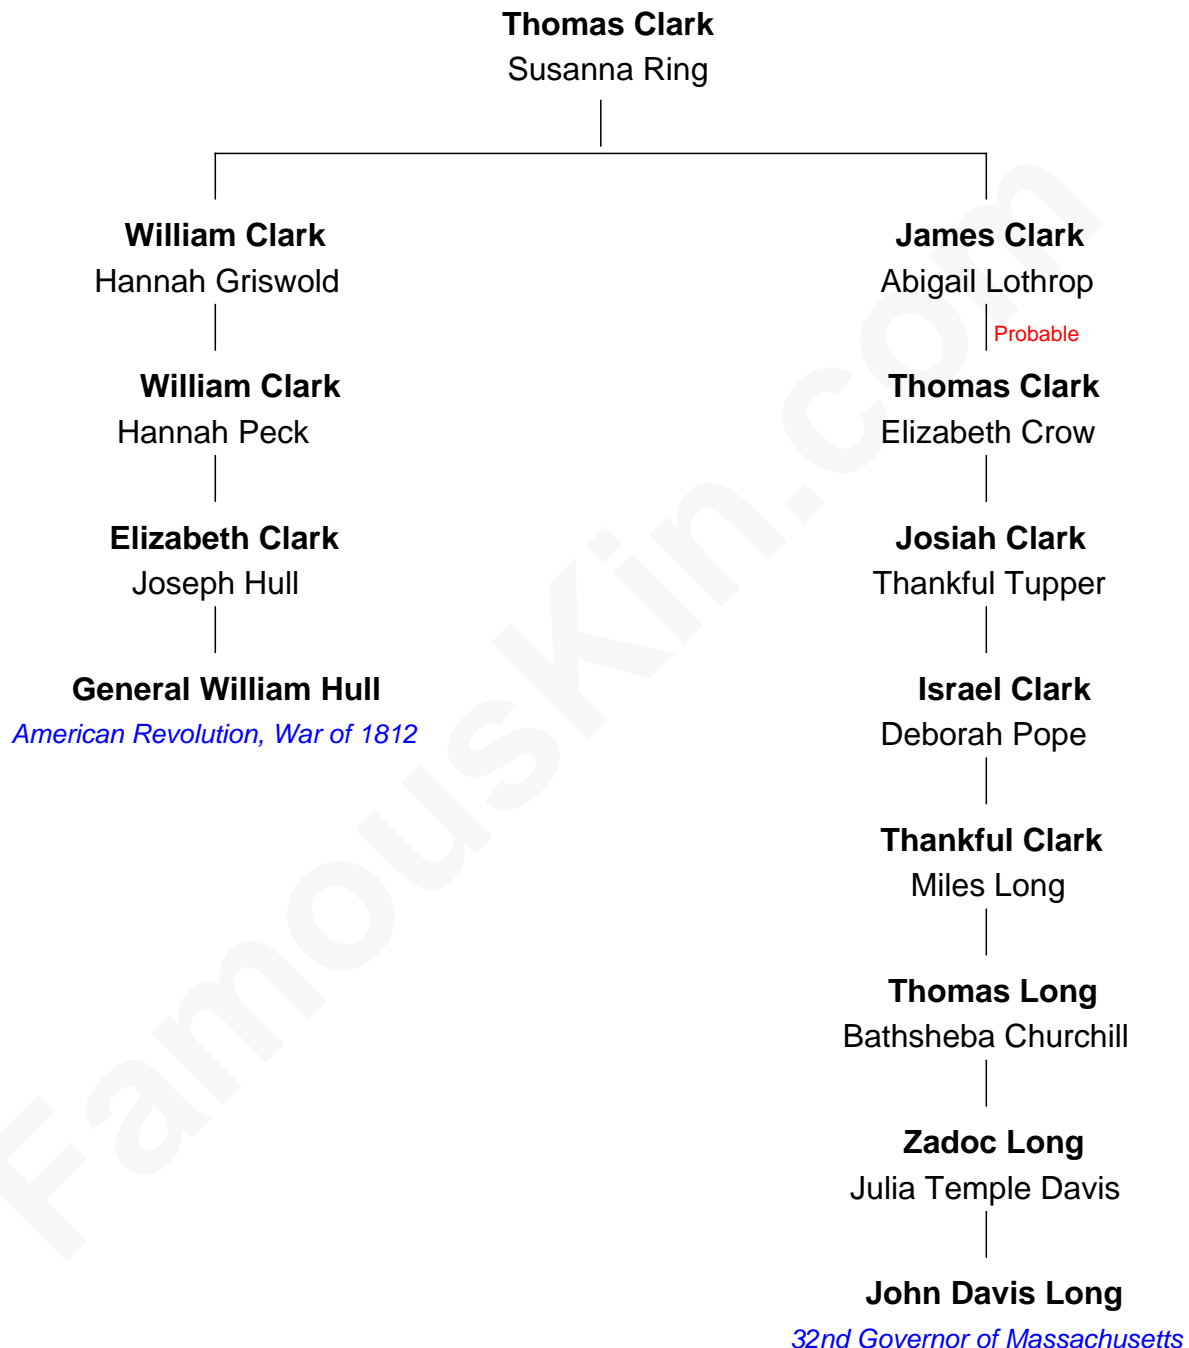 Thomas Clark
Susanna Ring
William Clark
Hannah Griswold
William Clark
Hannah Peck
Elizabeth Clark
Joseph Hull
General William Hull
American Revolution, War of 1812
James Clark
Abigail Lothrop
Probable
Thomas Clark
Elizabeth Crow
Josiah Clark
Thankful Tupper
Israel Clark
Deborah Pope
Thankful Clark
Miles Long
Thomas Long
Bathsheba Churchill
Zadoc Long
Julia Temple Davis
John Davis Long
32nd Governor of Massachusetts
FamousKin.com